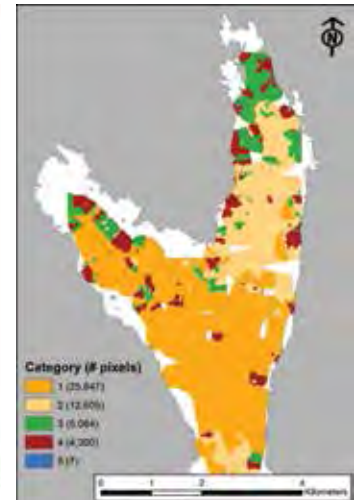 N
Category (# pixels)
1 (25,847)
2 (12,605)
3 (5,064)
4 (4,300)
5 (7)
0 1 2 4
Kilometers